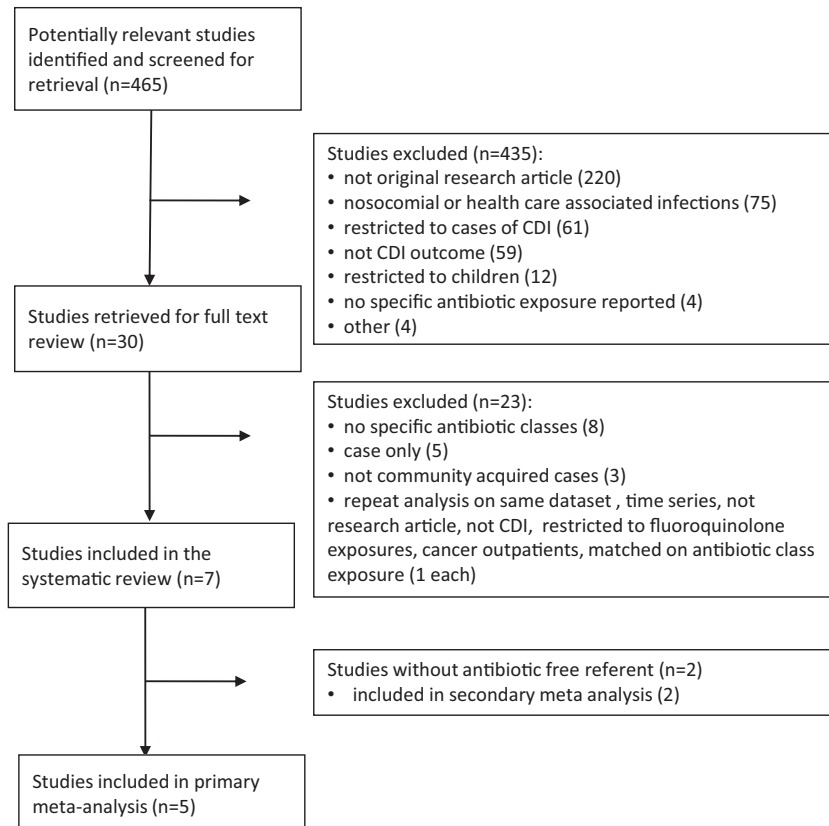 Potentially relevant studies
identified and screened for
retrieval (n=465)
Studies excluded (n=435):
• not original research article (220)
• nosocomial or health care associated infections (75)
• restricted to cases of CDI (61)
• not CDI outcome (59)
• restricted to children (12)
• no specific antibiotic exposure reported (4)
• other (4)
Studies retrieved for full text
review (n=30)
Studies excluded (n=23):
• no specific antibiotic classes (8)
• case only (5)
• not community acquired cases (3)
• repeat analysis on same dataset , time series, not
research article, not CDI, restricted to fluoroquinolone
exposures, cancer outpatients, matched on antibiotic class
exposure (1 each)
Studies included in the
systematic review (n=7)
Studies without antibiotic free referent (n=2)
• included in secondary meta analysis (2)
Studies included in primary
meta-analysis (n=5)